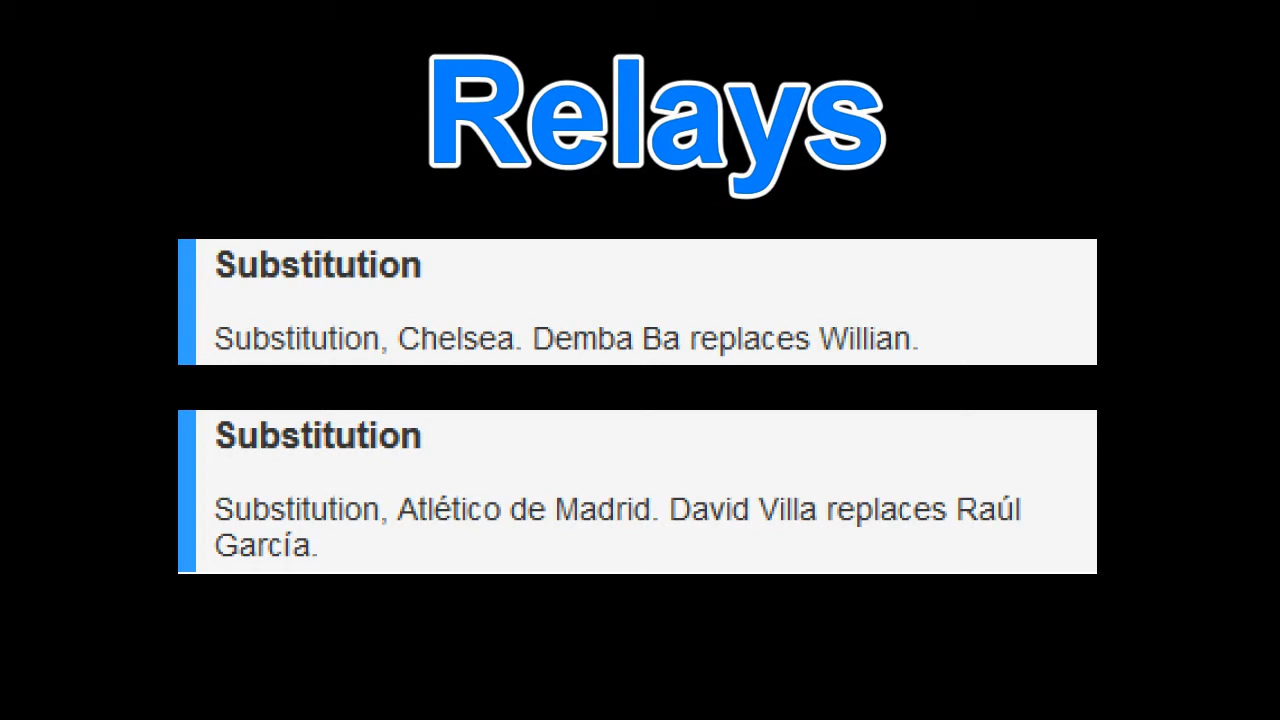 Relays
Substitution
Substitution, Chelsea. Demba Ba replaces Willian.
Substitution
Substitution, Atlético de Madrid. David Villa replaces Raúl
García.